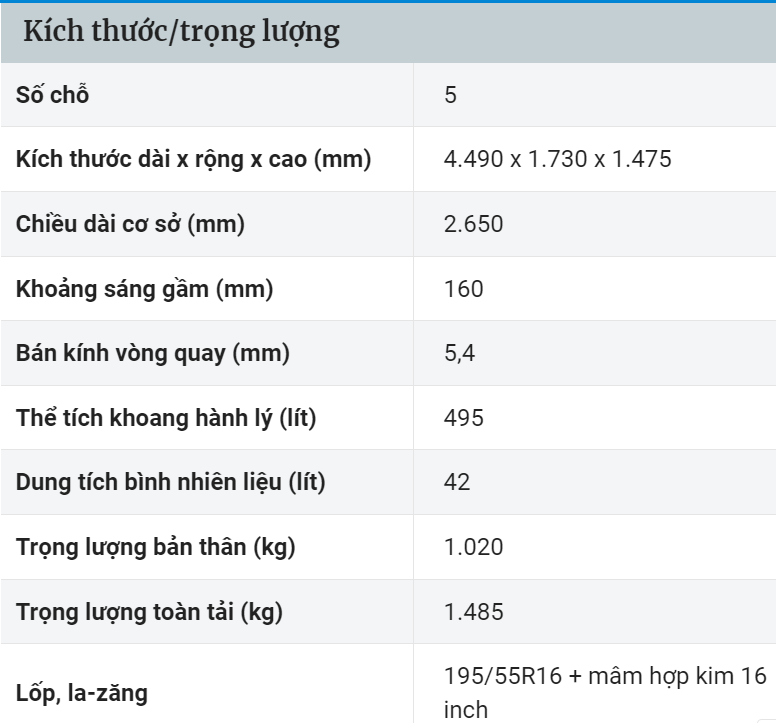 Kích thước/trọng lượng
Số chỗ 5
Kích thước dài x rộng x cao (mm) 4.490 x 1.730 x 1.475
Chiều dài cơ sở (mm) 2.650
Khoảng sáng gầm (mm) 160
Bán kính vòng quay (mm) 5,4
Thể tích khoang hành lý (lít) 495
Dung tích bình nhiên liệu (lít) 42
Trọng lượng bản thân (kg) 1.020
Trọng lượng toàn tải (kg) 1.485
Lốp, la-zăng 195/55R16 + mâm hợp kim 16
inch